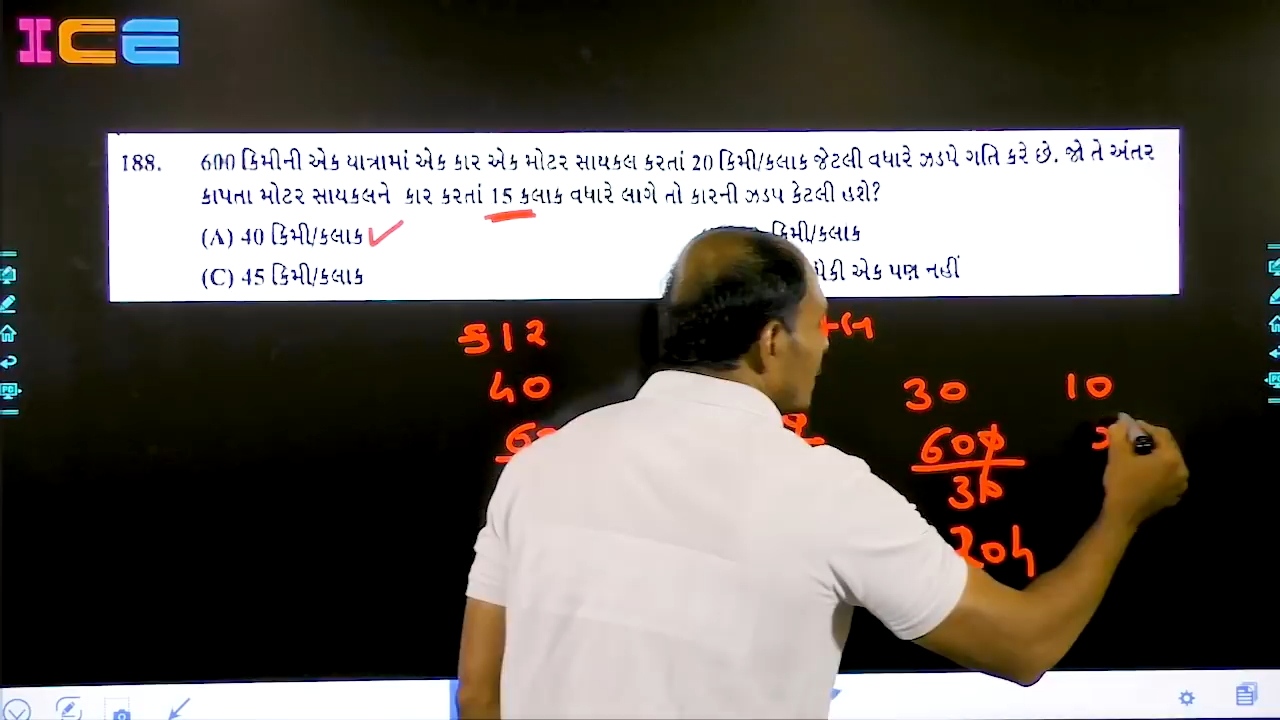 ICE
188. 600 કિમીની એક યાત્રામાં એક કાર એક મોટર સાયકલ કરતાં 20 કિમી/કલાક જેટલી વધારે ઝડપે ગતિ કરે છે. જો તે અંતર
કાપતા મોટર સાયકલને કાર કરતાં 15 કલાક વધારે લાગે તો કારની ઝડપ કેટલી હશે?
(A) 40 કિમી/કલાક કિમી/કલાક
(C) 45 કિમી/કલાક એક પણ નહીં
કાર
40 30 10
600
30
20h